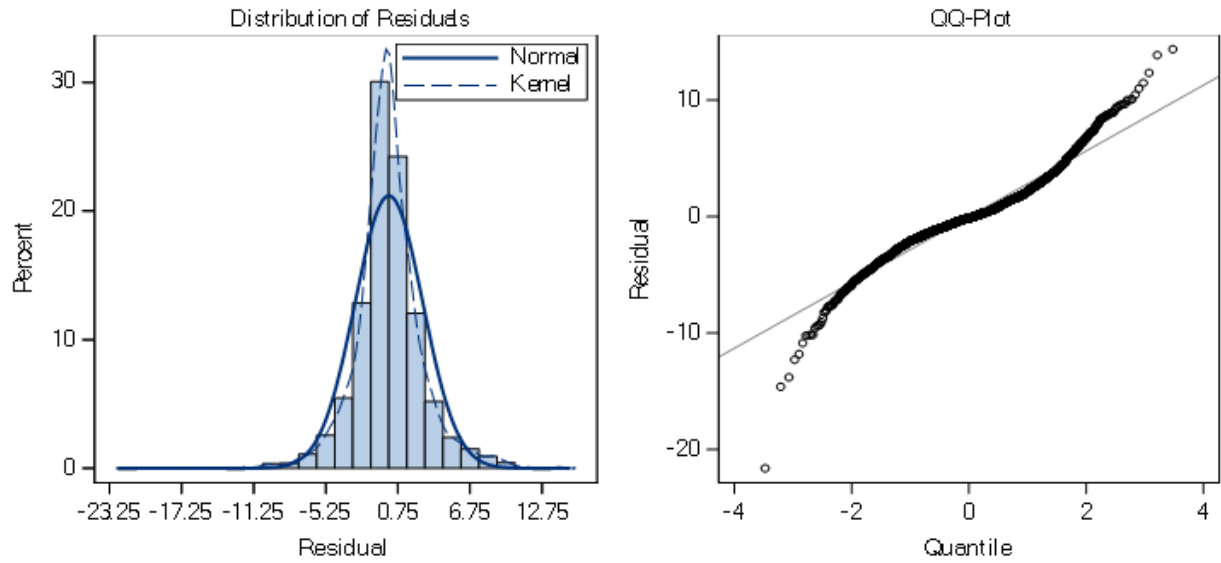 Distribution of Residuals
Normal
Kernel
30
20
10
0
Percent
-23.25 -17.25 -11.25 -5.25 0.75 6.75 12.75
Residual
QQ-Plot
10
0
-10
-20
Residual
-4 -2 0 2 4
Quantile